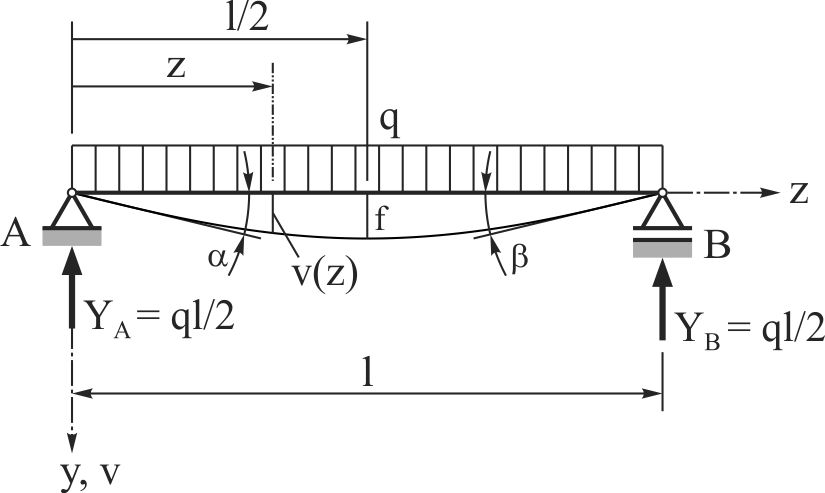 l/2
z
q
z
A
f
B
α
v(z)
β
Y_A = ql/2
Y_B = ql/2
l
y, v